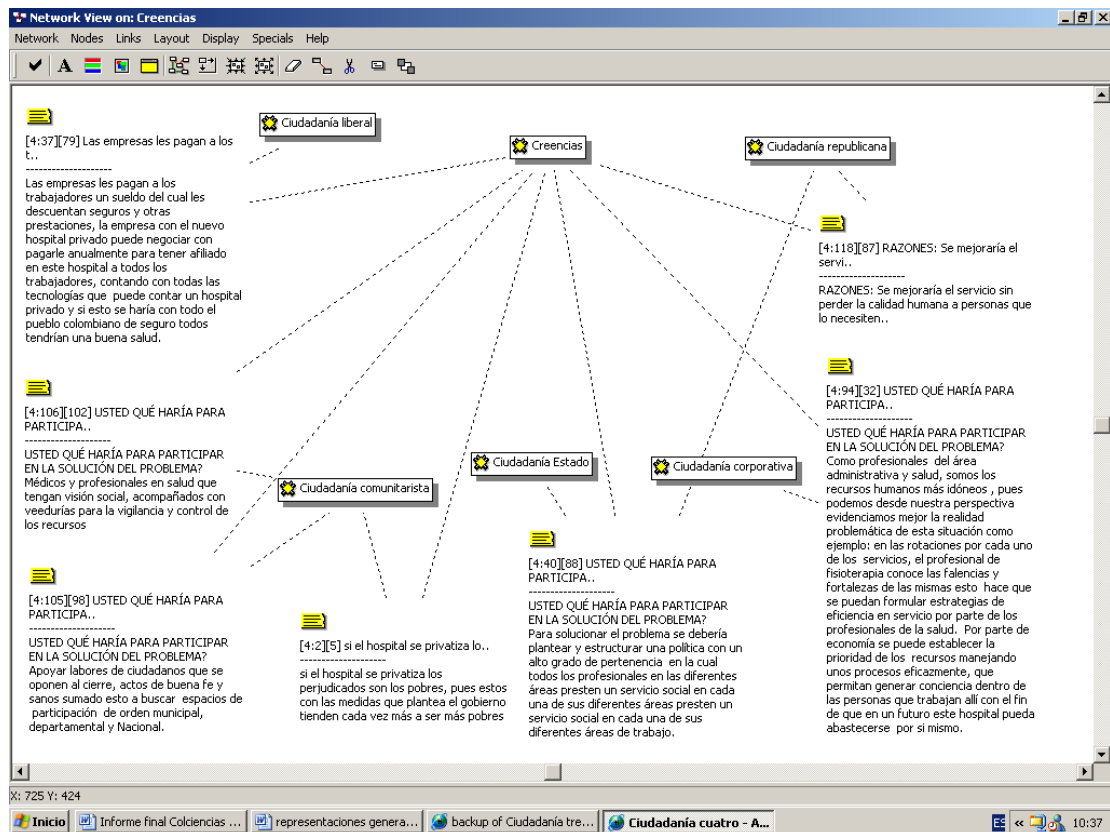 Network View on: Creencias
Network Nodes Links Layout Display Specials Help
Ciudadanía liberal
Creencias
Ciudadanía republicana
[4:37][79] Las empresas les pagan a los
t..
--------------------
Las empresas les pagan a los
trabajadores un sueldo del cual les
descuentan seguros y otras
prestaciones, la empresa con el nuevo
hospital privado puede negociar con
pagarle anualmente para tener afiliado
en este hospital a todos los
trabajadores, contando con todas las
tecnologías que puede contar un hospital
privado y si esto se haría con todo el
pueblo colombiano de seguro todos
tendrían una buena salud.
[4:118][87] RAZONES: Se mejoraría el
servi..
--------------------
RAZONES: Se mejoraría el servicio sin
perder la calidad humana a personas que
lo necesiten..
[4:106][102] USTED QUÉ HARÍA PARA
PARTICIPA..
--------------------
USTED QUÉ HARÍA PARA PARTICIPAR
EN LA SOLUCIÓN DEL PROBLEMA?
Médicos y profesionales en salud que
tengan visión social, acompañados con
veedurías para la vigilancia y control de
los recursos
Ciudadanía comunitarista
Ciudadanía Estado
Ciudadanía corporativa
[4:94][32] USTED QUÉ HARÍA PARA
PARTICIPA..
--------------------
USTED QUÉ HARÍA PARA PARTICIPAR
EN LA SOLUCIÓN DEL PROBLEMA?
Como profesionales del área
administrativa y salud, somos los
recursos humanos más idóneos , pues
podemos desde nuestra perspectiva
evidenciamos mejor la realidad
problemática de esta situación como
ejemplo: en las rotaciones por cada uno
de los servicios, el profesional de
fisioterapia conoce las falencias y
fortalezas de las mismas esto hace que
se puedan formular estrategias de
eficiencia en servicio por parte de los
profesionales de la salud. Por parte de
economía se puede establecer la
prioridad de los recursos manejando
unos procesos eficazmente, que
permitan generar conciencia dentro de
las personas que trabajan allí con el fin
de que en un futuro este hospital pueda
abastecerse por si mismo.
[4:105][98] USTED QUÉ HARÍA PARA
PARTICIPA..
--------------------
USTED QUÉ HARÍA PARA PARTICIPAR
EN LA SOLUCIÓN DEL PROBLEMA?
Apoyar labores de ciudadanos que se
oponen al cierre, actos de buena fe y
sanos sumado esto a buscar espacios de
participación de orden municipal,
departamental y Nacional.
[4:2][5] si el hospital se privatiza lo..
--------------------
si el hospital se privatiza los
perjudicados son los pobres, pues estos
con las medidas que plantea el gobierno
tienden cada vez más a ser más pobres
[4:40][88] USTED QUÉ HARÍA PARA
PARTICIPA..
--------------------
USTED QUÉ HARÍA PARA PARTICIPAR
EN LA SOLUCIÓN DEL PROBLEMA?
Para solucionar el problema se debería
plantear y estructurar una política con un
alto grado de pertenencia en la cual
todos los profesionales en las diferentes
áreas presten un servicio social en cada
una de sus diferentes áreas presten un
servicio social en cada una de sus
diferentes áreas de trabajo.
X: 725 Y: 424
Inicio
Informe final Colciencias ...
representaciones genera...
backup of Ciudadanía tre...
Ciudadanía cuatro - A...
ES
«
10:37